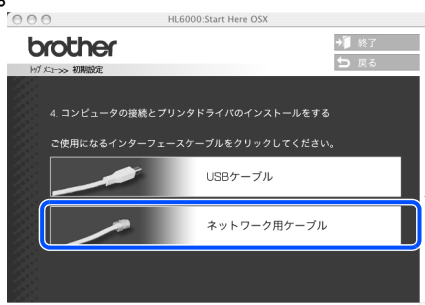 HL6000:Start Here OSX
brother
終了
戻る
トップメニュー>> 初期設定
4. コンピュータの接続とプリンタドライバのインストールをする
ご使用になるインターフェースケーブルをクリックしてください。
USBケーブル
ネットワーク用ケーブル